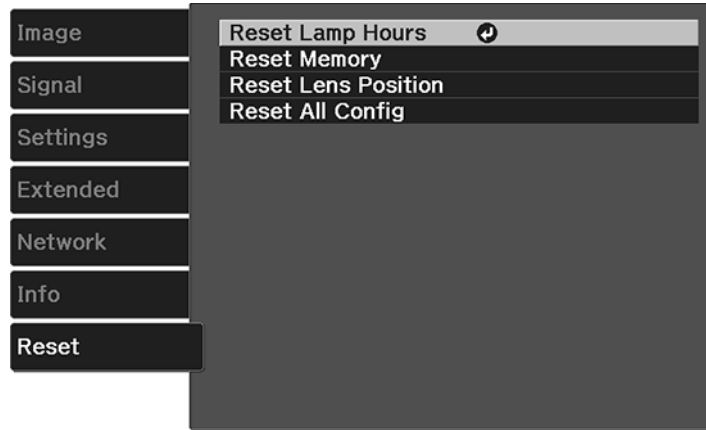 Image
Signal
Settings
Extended
Network
Info
Reset
Reset Lamp Hours
Reset Memory
Reset Lens Position
Reset All Config